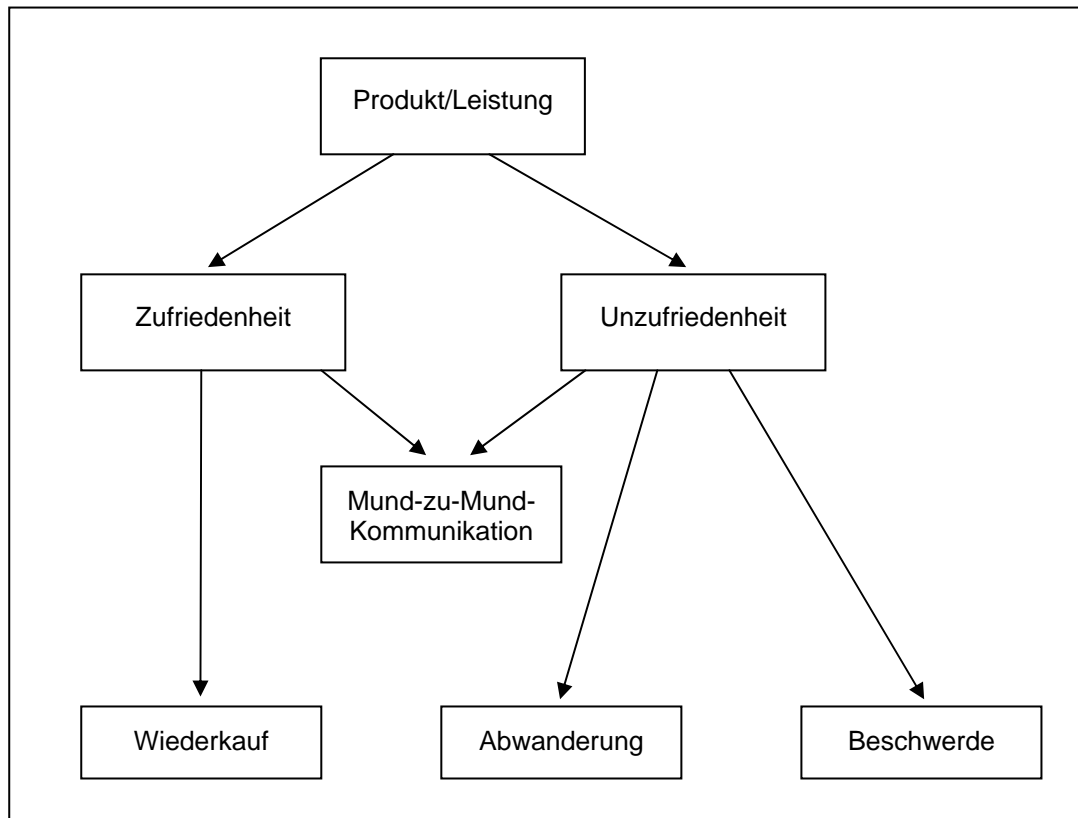 Produkt/Leistung
Zufriedenheit
Unzufriedenheit
Mund-zu-Mund-
Kommunikation
Wiederkauf
Abwanderung
Beschwerde